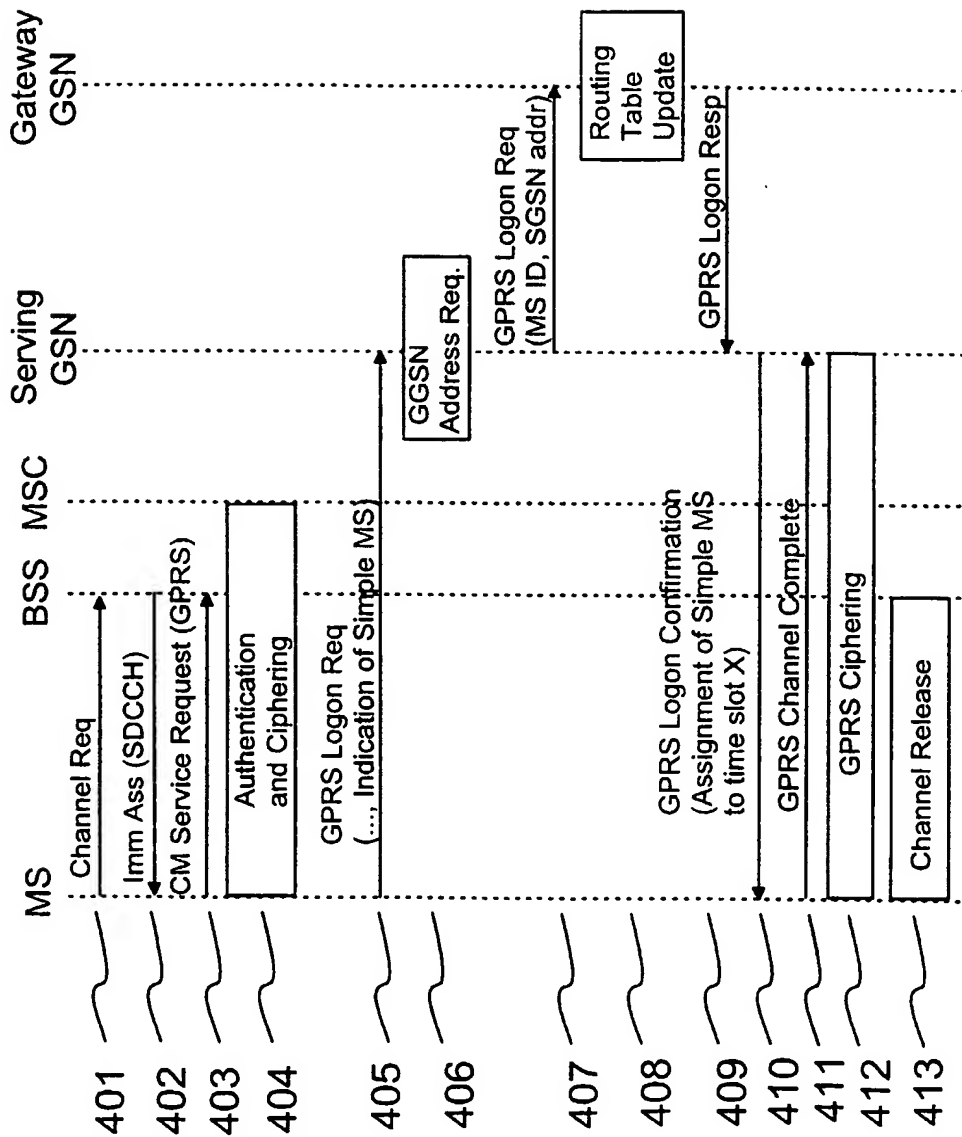 MS
BSS
MSC
Serving
GSN
Gateway
GSN
401
Channel Req
402
Imm Ass (SDCCH)
403
CM Service Request (GPRS)
404
Authentication
and Ciphering
405
GPRS Logon Req
(..., Indication of Simple MS)
406
GGSN
Address Req.
407
GPRS Logon Req
(MS ID, SGSN addr)
408
Routing
Table
Update
409
GPRS Logon Resp
410
GPRS Logon Confirmation
(Assignment of Simple MS
to time slot X)
411
GPRS Channel Complete
412
GPRS Ciphering
413
Channel Release